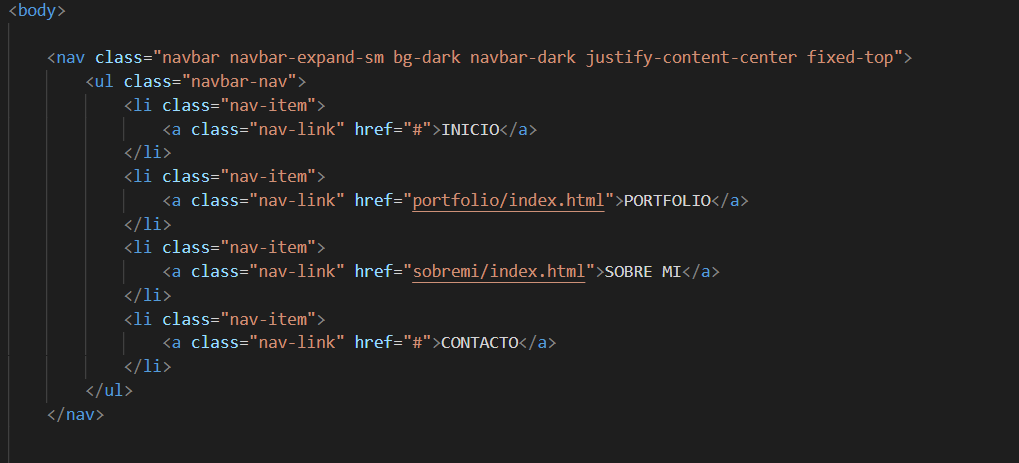 <body>
<nav class="navbar navbar-expand-sm bg-dark navbar-dark justify-content-center fixed-top">
<ul class="navbar-nav">
<li class="nav-item">
<a class="nav-link" href="#">INICIO</a>
</li>
<li class="nav-item">
<a class="nav-link" href="portfolio/index.html">PORTFOLIO</a>
</li>
<li class="nav-item">
<a class="nav-link" href="sobremi/index.html">SOBRE MI</a>
</li>
<li class="nav-item">
<a class="nav-link" href="#">CONTACTO</a>
</li>
</ul>
</nav>